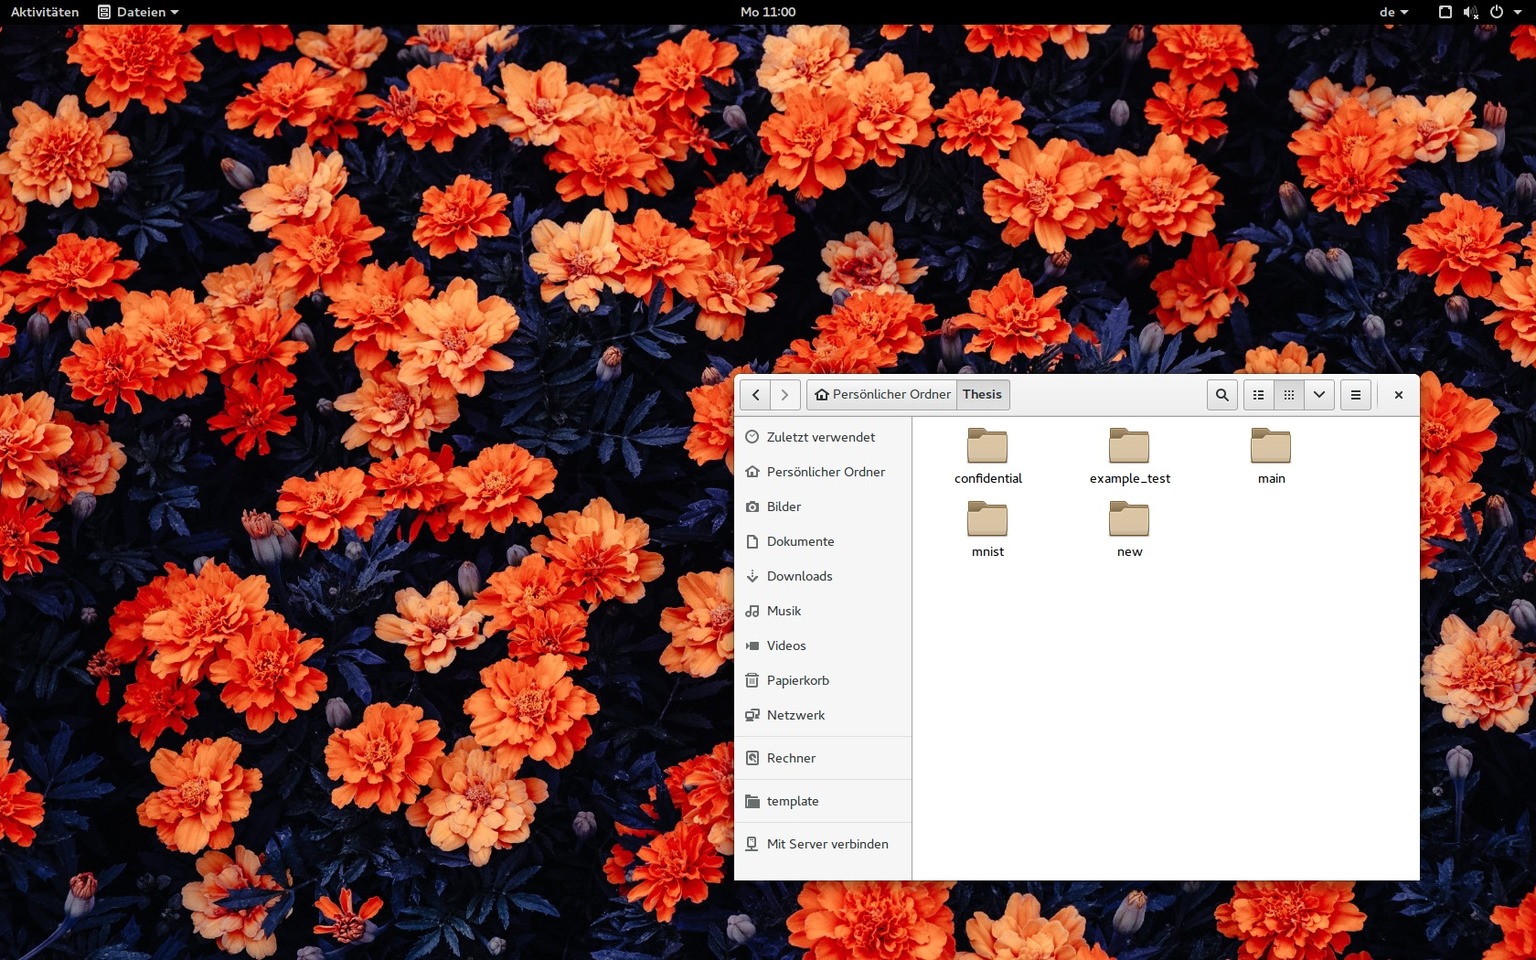 Aktivitäten Dateien Mo 11:00 de
Persönlicher Ordner Thesis
Zuletzt verwendet
Persönlicher Ordner
Bilder
Dokumente
Downloads
Musik
Videos
Papierkorb
Netzwerk
Rechner
template
Mit Server verbinden
confidential example_test main
mnist new